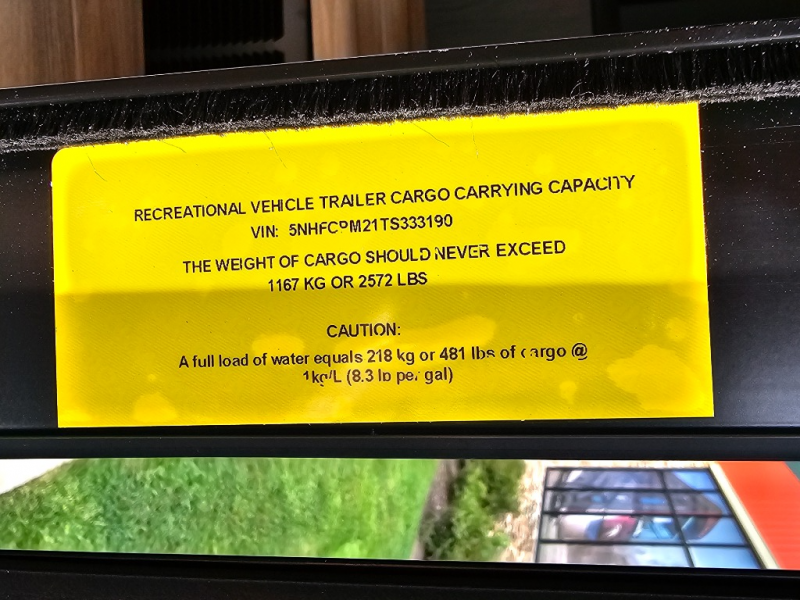 RECREATIONAL VEHICLE TRAILER CARGO CARRYING CAPACITY
VIN:
THE WEIGHT OF CARGO SHOULD NEVER EXCEED
1167 KG OR 2572 LBS
CAUTION:
A full load of water equals 218 kg or 481 lbs of cargo @
1kg/L (8.3 lb per gal)